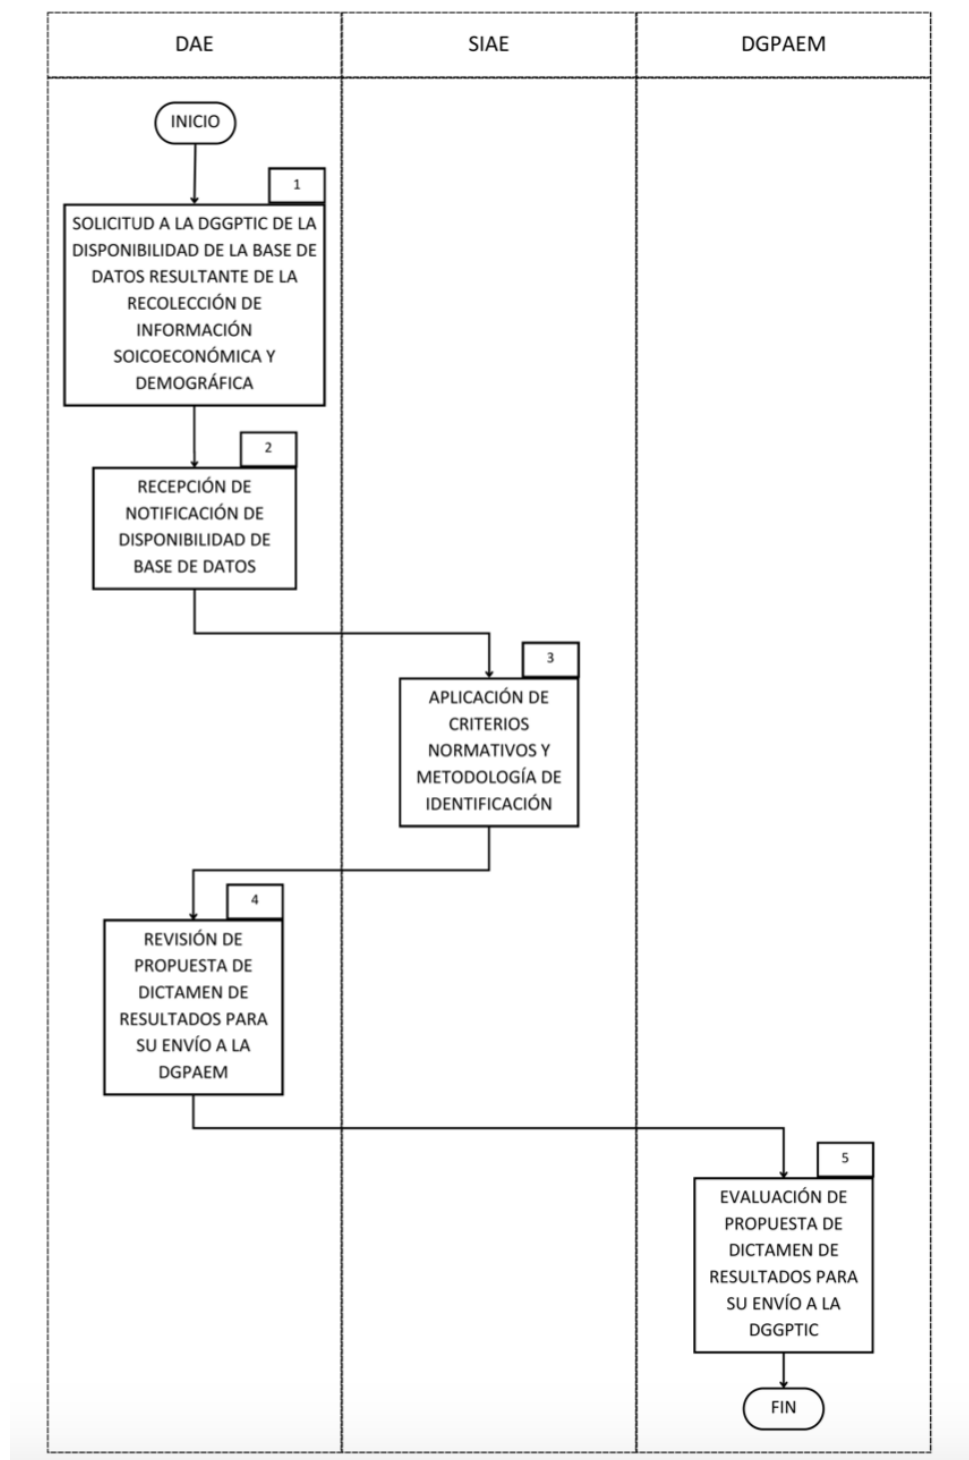 DAE
SIAE
DGPAEM
INICIO
1
SOLICITUD A LA DGGPTIC DE LA
DISPONIBILIDAD DE LA BASE DE
DATOS RESULTANTE DE LA
RECOLECCIÓN DE
INFORMACIÓN
SOICOECONÓMICA Y
DEMOGRÁFICA
2
RECEPCIÓN DE
NOTIFICACIÓN DE
DISPONIBILIDAD DE
BASE DE DATOS
3
APLICACIÓN DE
CRITERIOS
NORMATIVOS Y
METODOLOGÍA DE
IDENTIFICACIÓN
4
REVISIÓN DE
PROPUESTA DE
DICTAMEN DE
RESULTADOS PARA
SU ENVÍO A LA
DGPAEM
5
EVALUACIÓN DE
PROPUESTA DE
DICTAMEN DE
RESULTADOS PARA
SU ENVÍO A LA
DGGPTIC
FIN